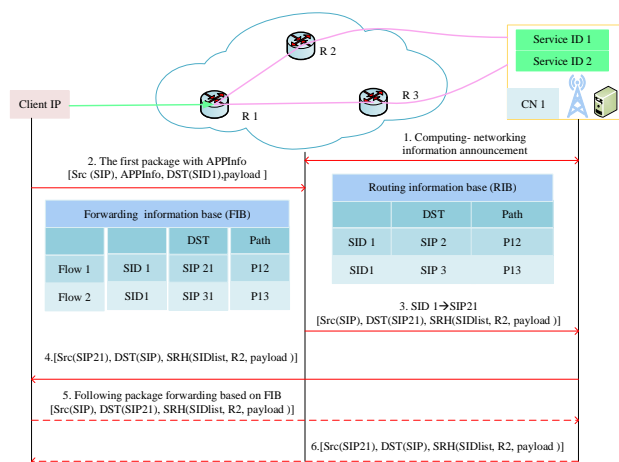 R 2
Service ID 1
Service ID 2
Client IP
R 1
R 3
CN 1
1. Computing- networking
information announcement
2. The first package with APPInfo
[Src (SIP), APPInfo, DST(SID1),payload ]
Forwarding information base (FIB)
DST Path
Flow 1 SID 1 SIP 21 P12
Flow 2 SID1 SIP 31 P13
Routing information base (RIB)
DST Path
SID 1 SIP 2 P12
SID1 SIP 3 P13
3. SID 1→SIP21
[Src(SIP), DST(SIP21), SRH(SIDlist, R2, payload )]
4.[Src(SIP21), DST(SIP), SRH(SIDlist, R2, payload )]
5. Following package forwarding based on FIB
[Src(SIP), DST(SIP21), SRH(SIDlist, R2, payload )]
6.[Src(SIP21), DST(SIP), SRH(SIDlist, R2, payload )]